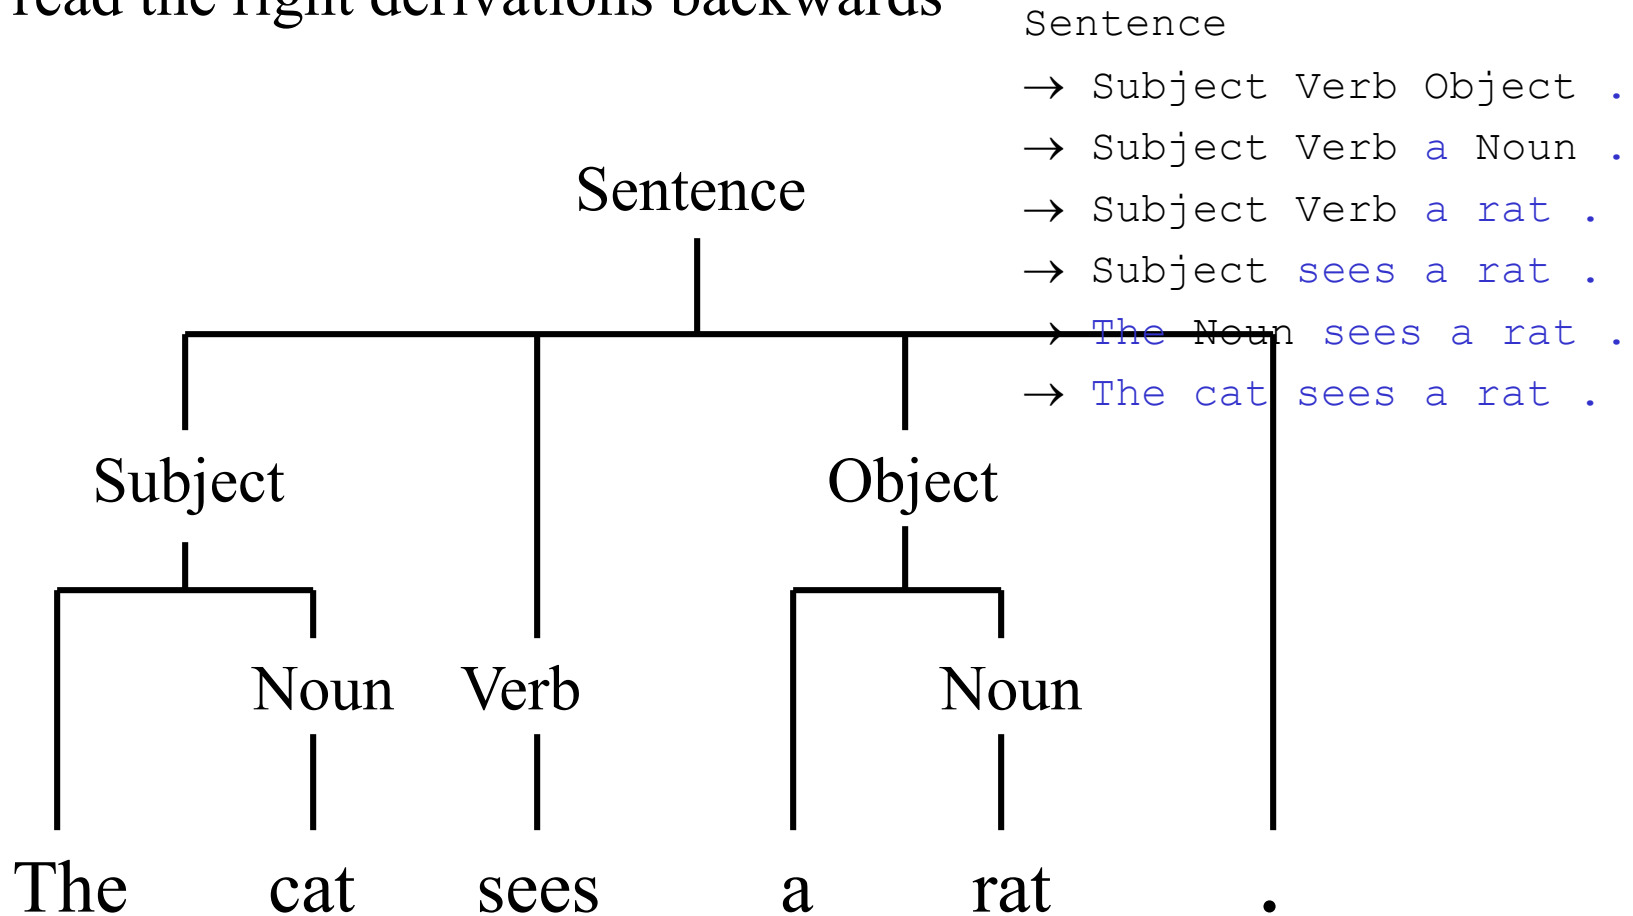 read the right derivations backwards
Sentence
→ Subject Verb Object .
→ Subject Verb a Noun .
→ Subject Verb a rat .
→ Subject sees a rat .
→ The Noun sees a rat .
→ The cat sees a rat .
Sentence
Subject Object
Noun Verb Noun
The cat sees a rat .